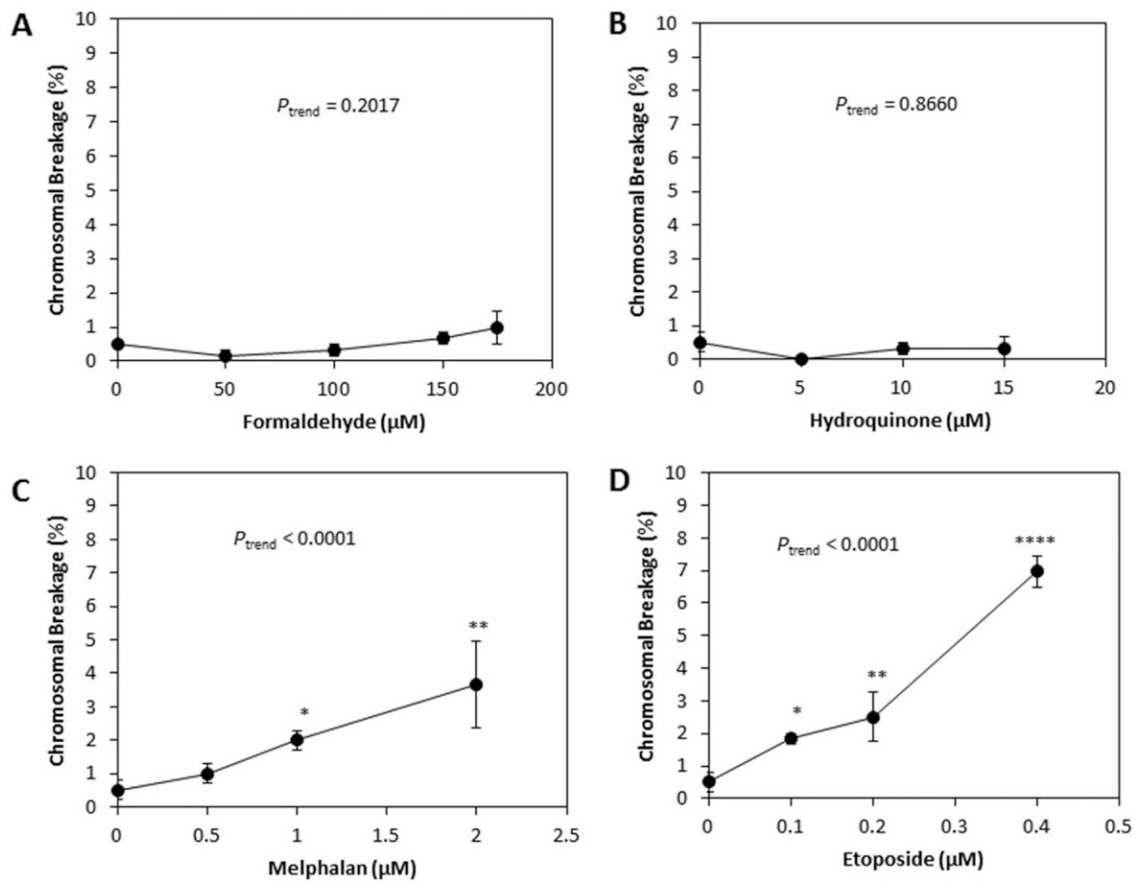 A
Chromosomal Breakage (%)
10
9
8
7
6
5
4
3
2
1
0
P trend = 0.2017
0 50 100 150 200
Formaldehyde (µM)
B
Chromosomal Breakage (%)
10
9
8
7
6
5
4
3
2
1
0
P trend = 0.8660
0 5 10 15 20
Hydroquinone (µM)
C
Chromosomal Breakage (%)
10
9
8
7
6
5
4
3
2
1
0
P trend < 0.0001
*
**
0 0.5 1 1.5 2 2.5
Melphalan (µM)
D
Chromosomal Breakage (%)
10
9
8
7
6
5
4
3
2
1
0
P trend < 0.0001
*
**
****
0 0.1 0.2 0.3 0.4 0.5
Etoposide (µM)